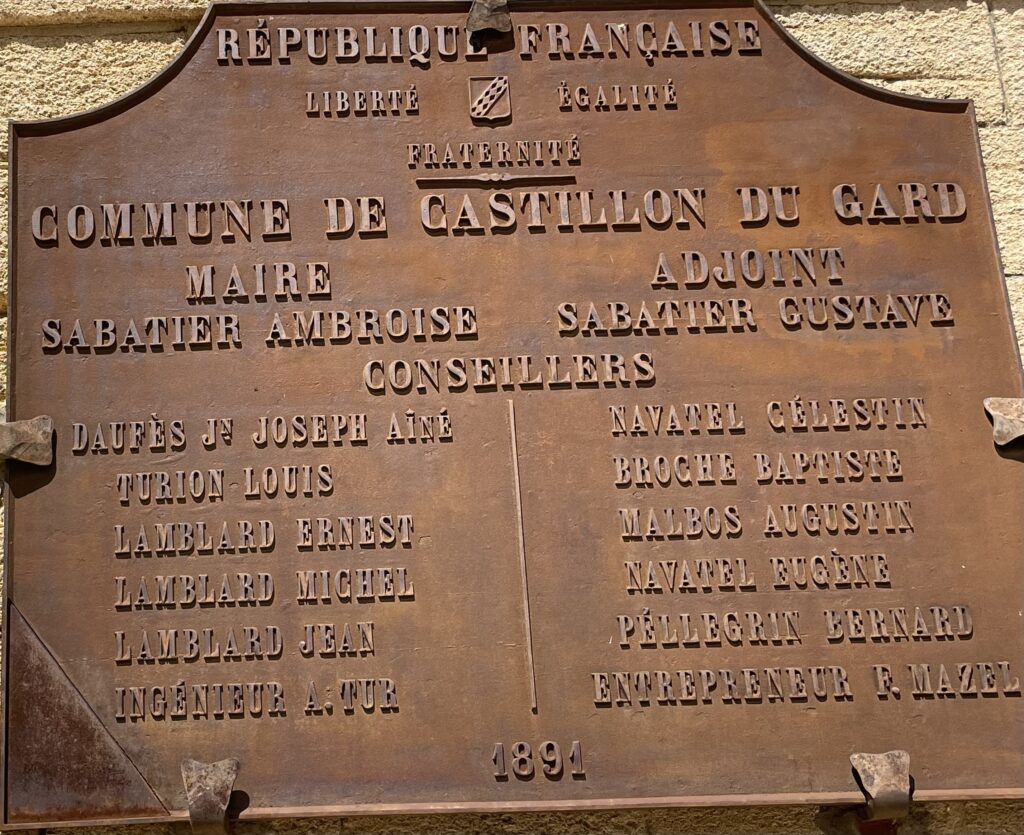 RÉPUBLIQUE FRANÇAISE
LIBERTÉ ÉGALITÉ
FRATERNITÉ
COMMUNE DE CASTILLON DU GARD
MAIRE ADJOINT
SABATIER AMBROISE SABATIER GUSTAVE
CONSEILLERS
DAUFÈS Jn JOSEPH AÎNÉ
TURION LOUIS
LAMBLARD ERNEST
LAMBLARD MICHEL
LAMBLARD JEAN
INGÉNIEUR A. TUR
NAVATEL CÉLESTIN
BROCHE BAPTISTE
MALBOS AUGUSTIN
NAVATEL EUGÈNE
PÉLLEGRIN BERNARD
ENTREPRENEUR F. MAZEL
1891